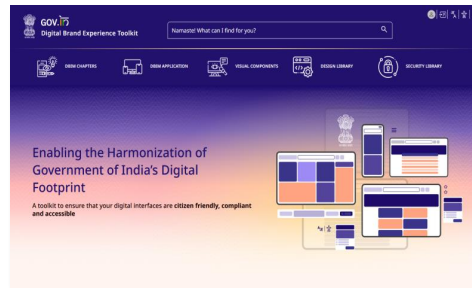 GOV.in
Digital Brand Experience Toolkit
Namaste! What can I find for you?
DBIM CHAPTERS
DBIM APPLICATION
VISUAL COMPONENTS
DESIGN LIBRARY
SECURITY LIBRARY
Enabling the Harmonization of
Government of India's Digital
Footprint
A toolkit to ensure that your digital interfaces are citizen friendly, compliant
and accessible